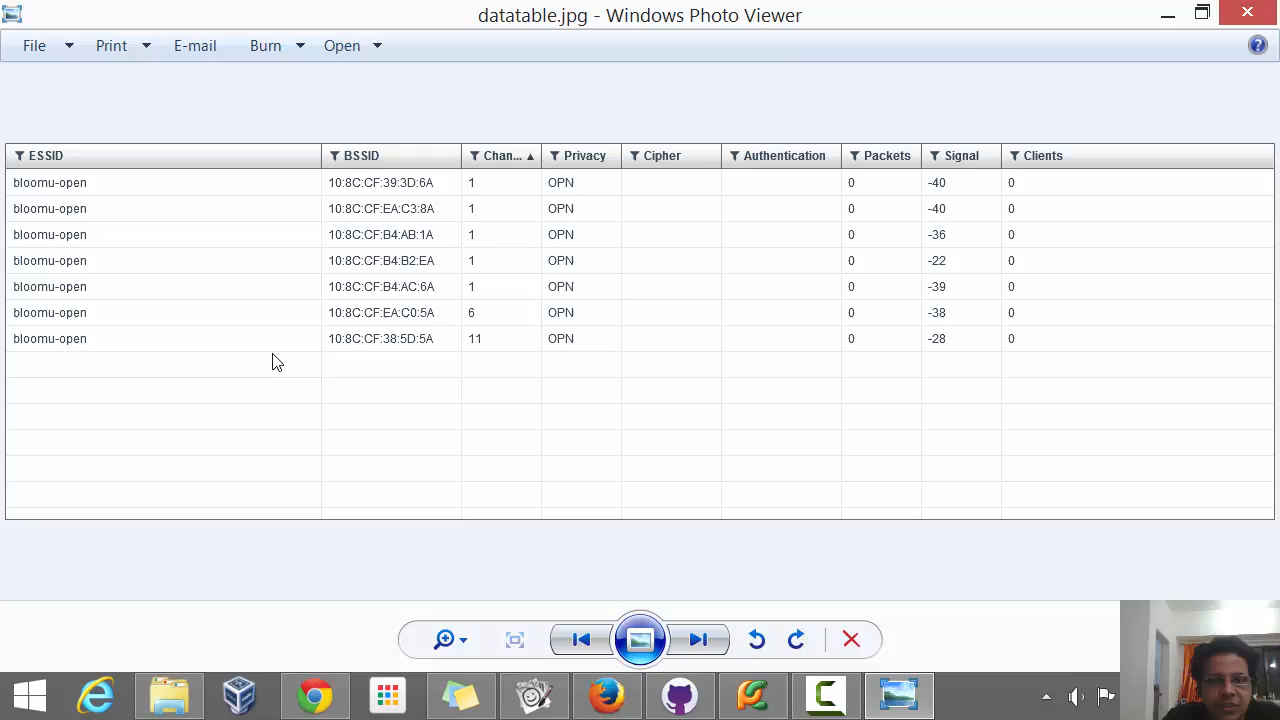 datatable.jpg - Windows Photo Viewer
File Print E-mail Burn Open
ESSID BSSID Chan... Privacy Cipher Authentication Packets Signal Clients
bloomu-open 10:8C:CF:39:3D:6A 1 OPN 0 -40 0
bloomu-open 10:8C:CF:EA:C3:8A 1 OPN 0 -40 0
bloomu-open 10:8C:CF:B4:AB:1A 1 OPN 0 -36 0
bloomu-open 10:8C:CF:B4:B2:EA 1 OPN 0 -22 0
bloomu-open 10:8C:CF:B4:AC:6A 1 OPN 0 -39 0
bloomu-open 10:8C:CF:EA:C0:5A 6 OPN 0 -38 0
bloomu-open 10:8C:CF:38:5D:5A 11 OPN 0 -28 0